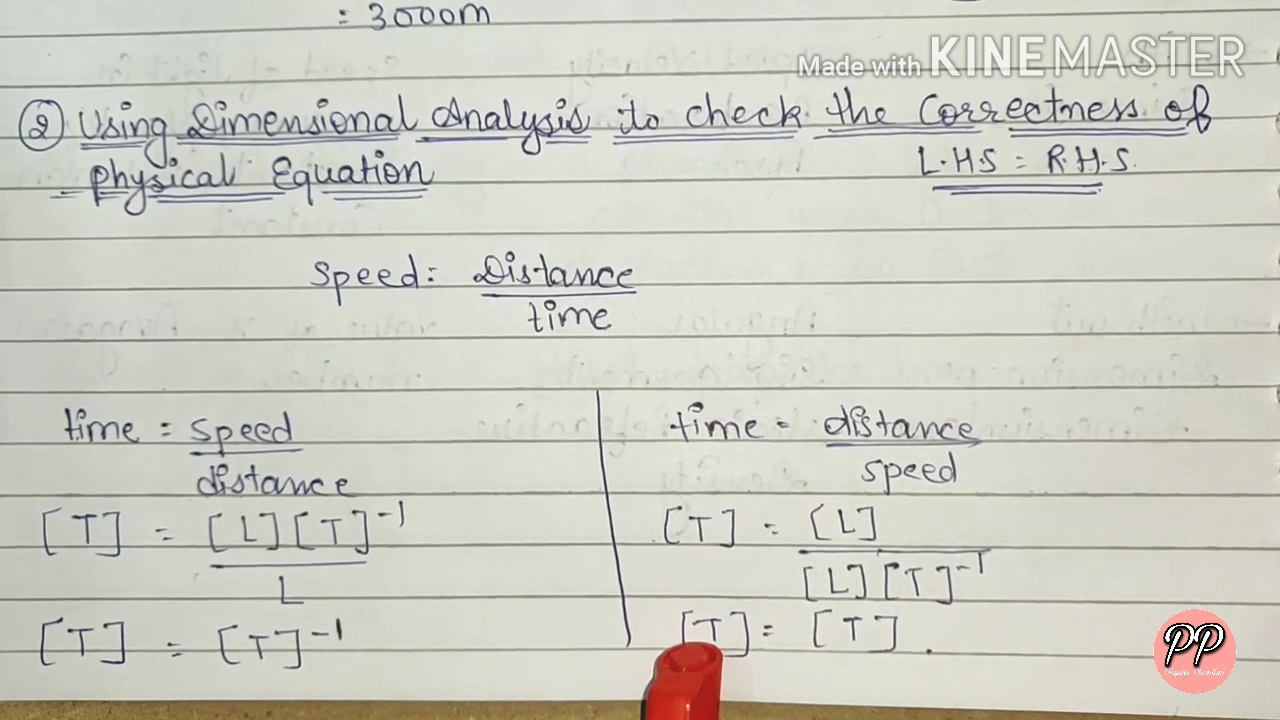 = 3000m
Made with KINEMASTER
② Using Dimensional Analysis to check the Correatness of
Physical Equation
L.H.S = R.H.S.
Speed = Distance
time
time = speed
distance
[T] = [L][T]⁻¹
L
[T] = [T]⁻¹
time = distance
speed
[T] = [L]
[L][T]⁻¹
[T] = [T].
PP